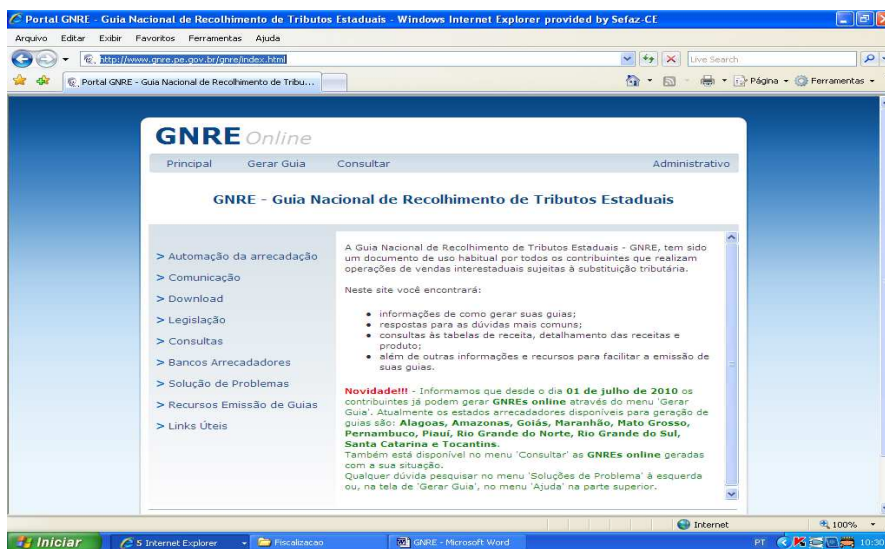 Portal GNRE - Guia Nacional de Recolhimento de Tributos Estaduais - Windows Internet Explorer provided by Sefaz-CE
Arquivo Editar Exibir Favoritos Ferramentas Ajuda
http://www.gnre.pe.gov.br/gnre/index.html
Live Search
Portal GNRE - Guia Nacional de Recolhimento de Tribu...
Página
Ferramentas
GNRE Online
Principal Gerar Guia Consultar Administrativo
GNRE - Guia Nacional de Recolhimento de Tributos Estaduais
> Automação da arrecadação
> Comunicação
> Download
> Legislação
> Consultas
> Bancos Arrecadadores
> Solução de Problemas
> Recursos Emissão de Guias
> Links Úteis
A Guia Nacional de Recolhimento de Tributos Estaduais - GNRE, tem sido
um documento de uso habitual por todos os contribuintes que realizam
operações de vendas interestaduais sujeitas à substituição tributária.
Neste site você encontrará:
• informações de como gerar suas guias;
• respostas para as dúvidas mais comuns;
• consultas às tabelas de receita, detalhamento das receitas e
produto;
• além de outras informações e recursos para facilitar a emissão de
suas guias.
Novidade!!! - Informamos que desde o dia 01 de julho de 2010 os
contribuintes já podem gerar GNREs online através do menu 'Gerar
Guia'. Atualmente os estados arrecadadores disponíveis para geração de
guias são: Alagoas, Amazonas, Goiás, Maranhão, Mato Grosso,
Pernambuco, Piauí, Rio Grande do Norte, Rio Grande do Sul,
Santa Catarina e Tocantins.
Também está disponível no menu 'Consultar' as GNREs online geradas
com a sua situação.
Qualquer dúvida pesquisar no menu 'Soluções de Problema' à esquerda
ou, na tela de 'Gerar Guia', no menu 'Ajuda' na parte superior.
Internet 100%
Iniciar 5 Internet Explorer Fiscalizacao GNRE - Microsoft Word PT 10:30